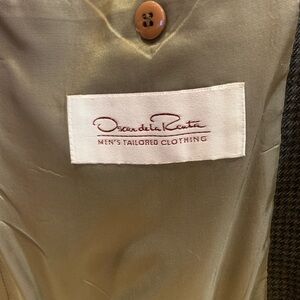 Oscar de la Renta
MEN'S TAILORED CLOTHING